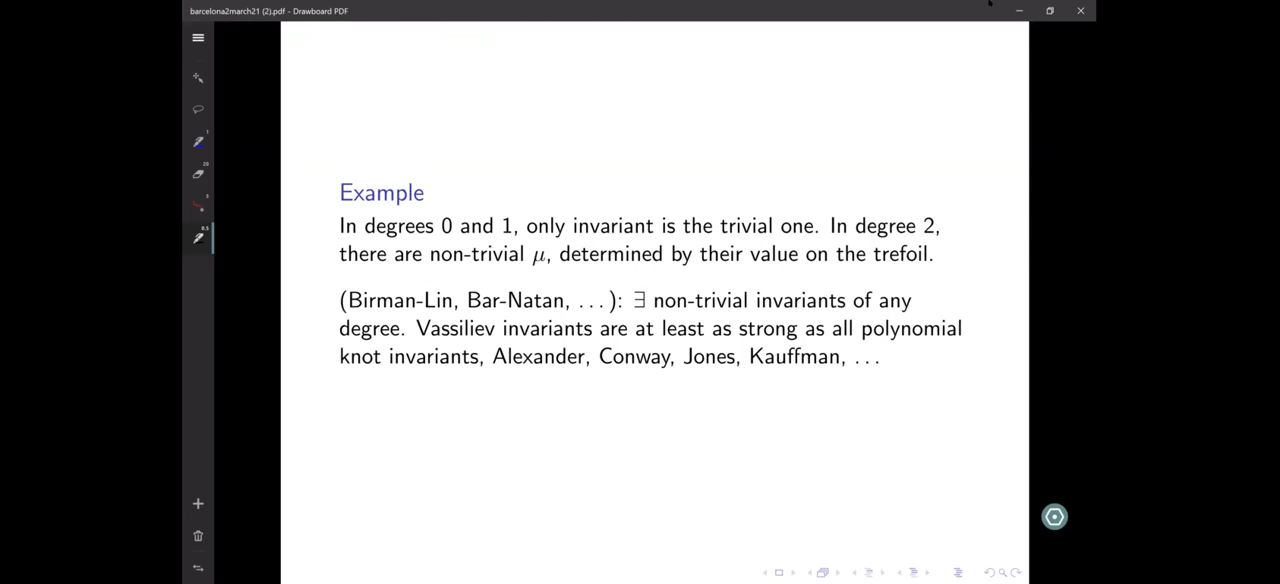 barcelona2march21 (2).pdf - Drawboard PDF
Example
In degrees 0 and 1, only invariant is the trivial one. In degree 2,
there are non-trivial μ, determined by their value on the trefoil.
(Birman-Lin, Bar-Natan, . . . ): ∃ non-trivial invariants of any
degree. Vassiliev invariants are at least as strong as all polynomial
knot invariants, Alexander, Conway, Jones, Kauffman, . . .